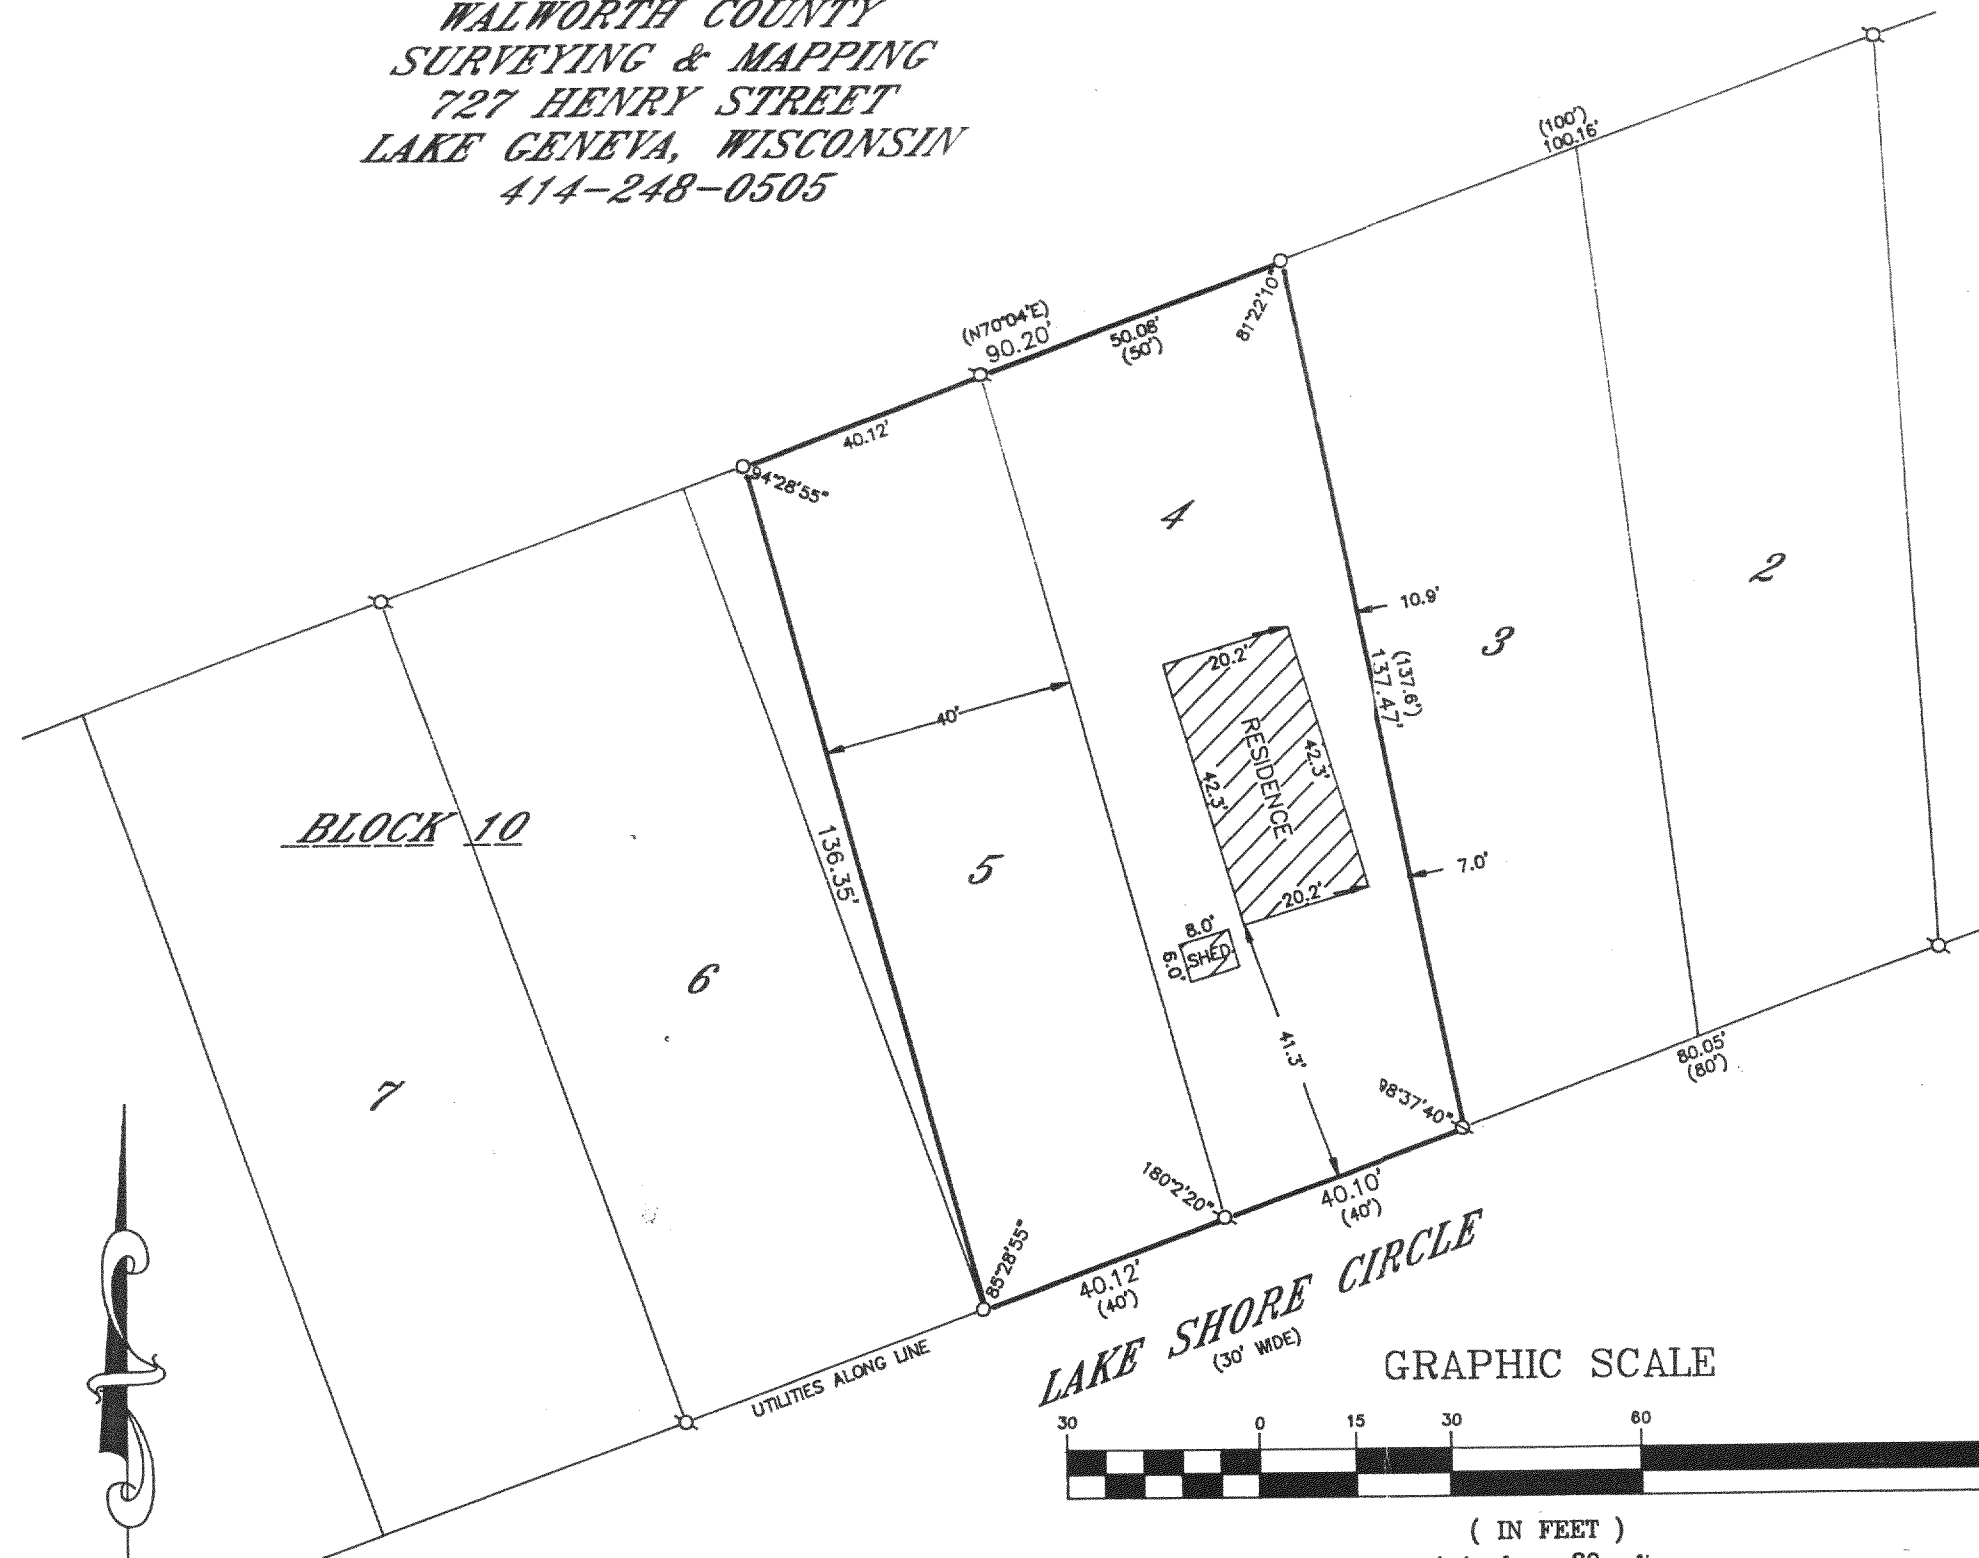 WALWORTH COUNTY
SURVEYING & MAPPING
727 HENRY STREET
LAKE GENEVA, WISCONSIN
414-248-0505
(100')
100.16'
(N70°04'E)
90.20'
50.08'
(50')
81°22'10"
40.12'
94°28'55"
4
2
10.9'
3
20.2'
(137.6')
137.47'
40'
RESIDENCE
42.3'
42.3'
BLOCK 10
136.35'
5
7.0'
20.2'
8.0'
6.0'
SHED
6
41.3'
80.05'
(80')
7
98°37'40"
180°2'20"
40.10'
(40')
85°28'55"
40.12'
(40')
LAKE SHORE CIRCLE
(30' WIDE)
UTILITIES ALONG LINE
GRAPHIC SCALE
30 0 15 30 60
( IN FEET )